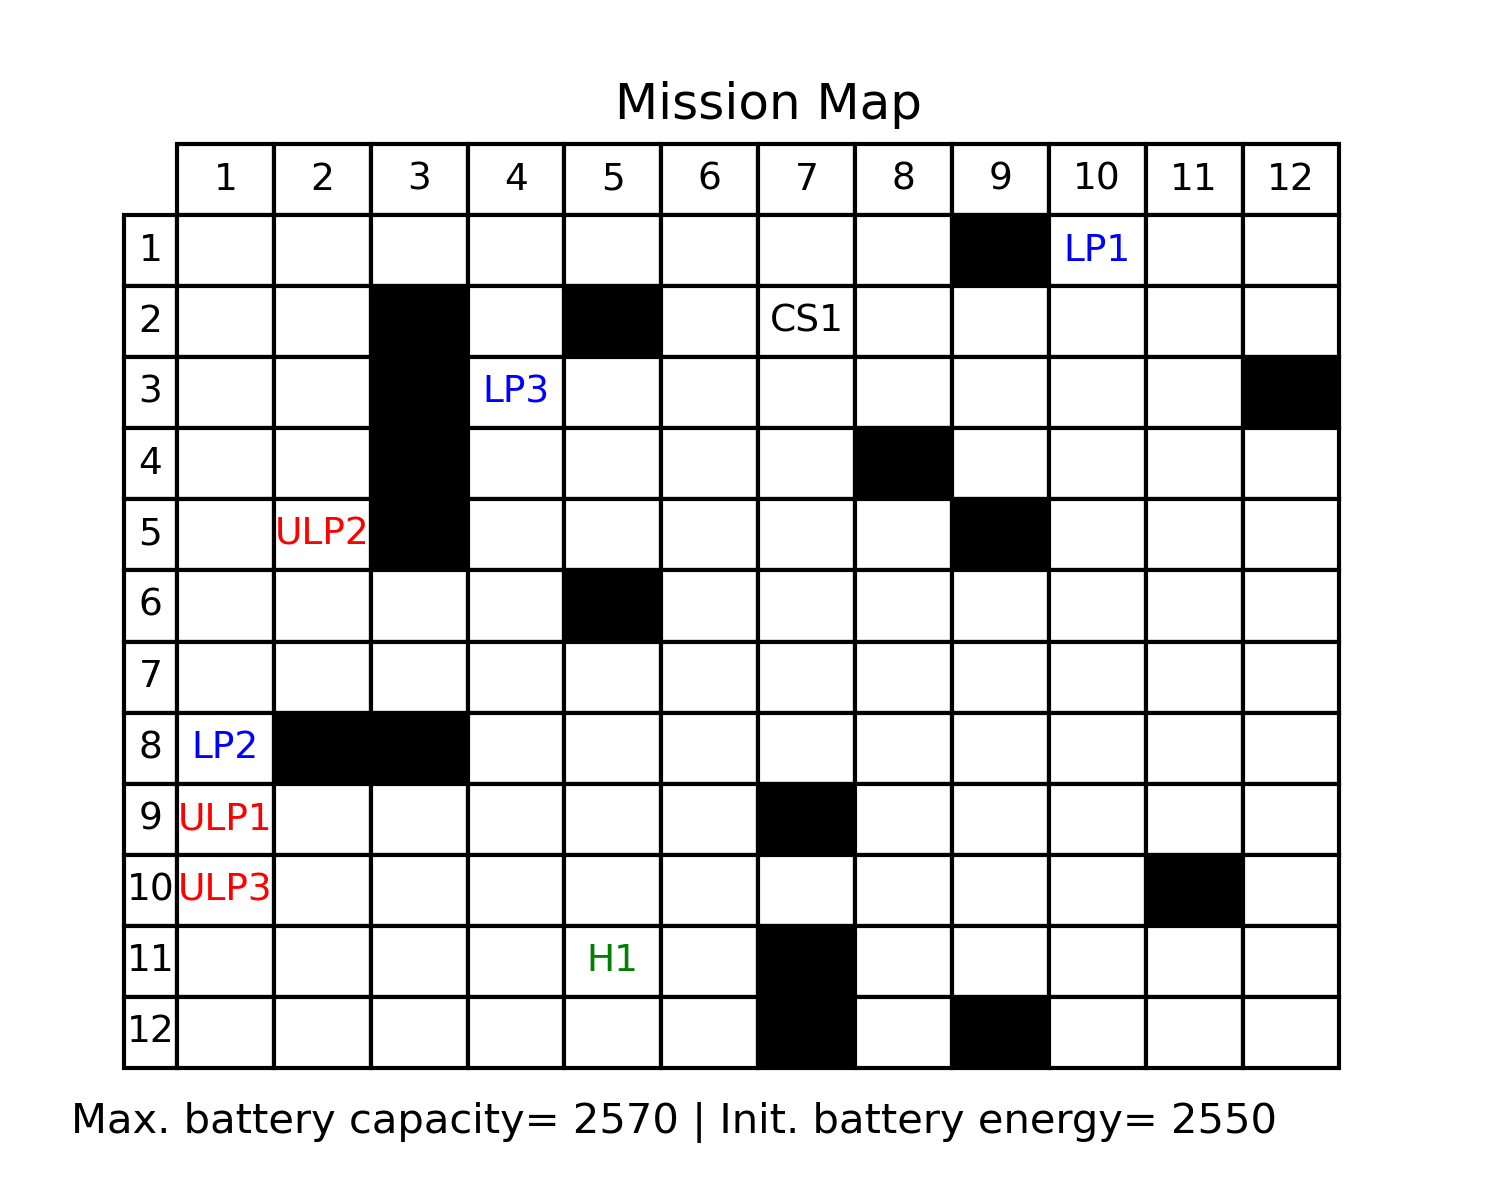 Mission Map
1 2 3 4 5 6 7 8 9 10 11 12
1 LP1
2 CS1
3 LP3
4
5 ULP2
6
7
8 LP2
9 ULP1
10 ULP3
11 H1
12
Max. battery capacity= 2570 | Init. battery energy= 2550